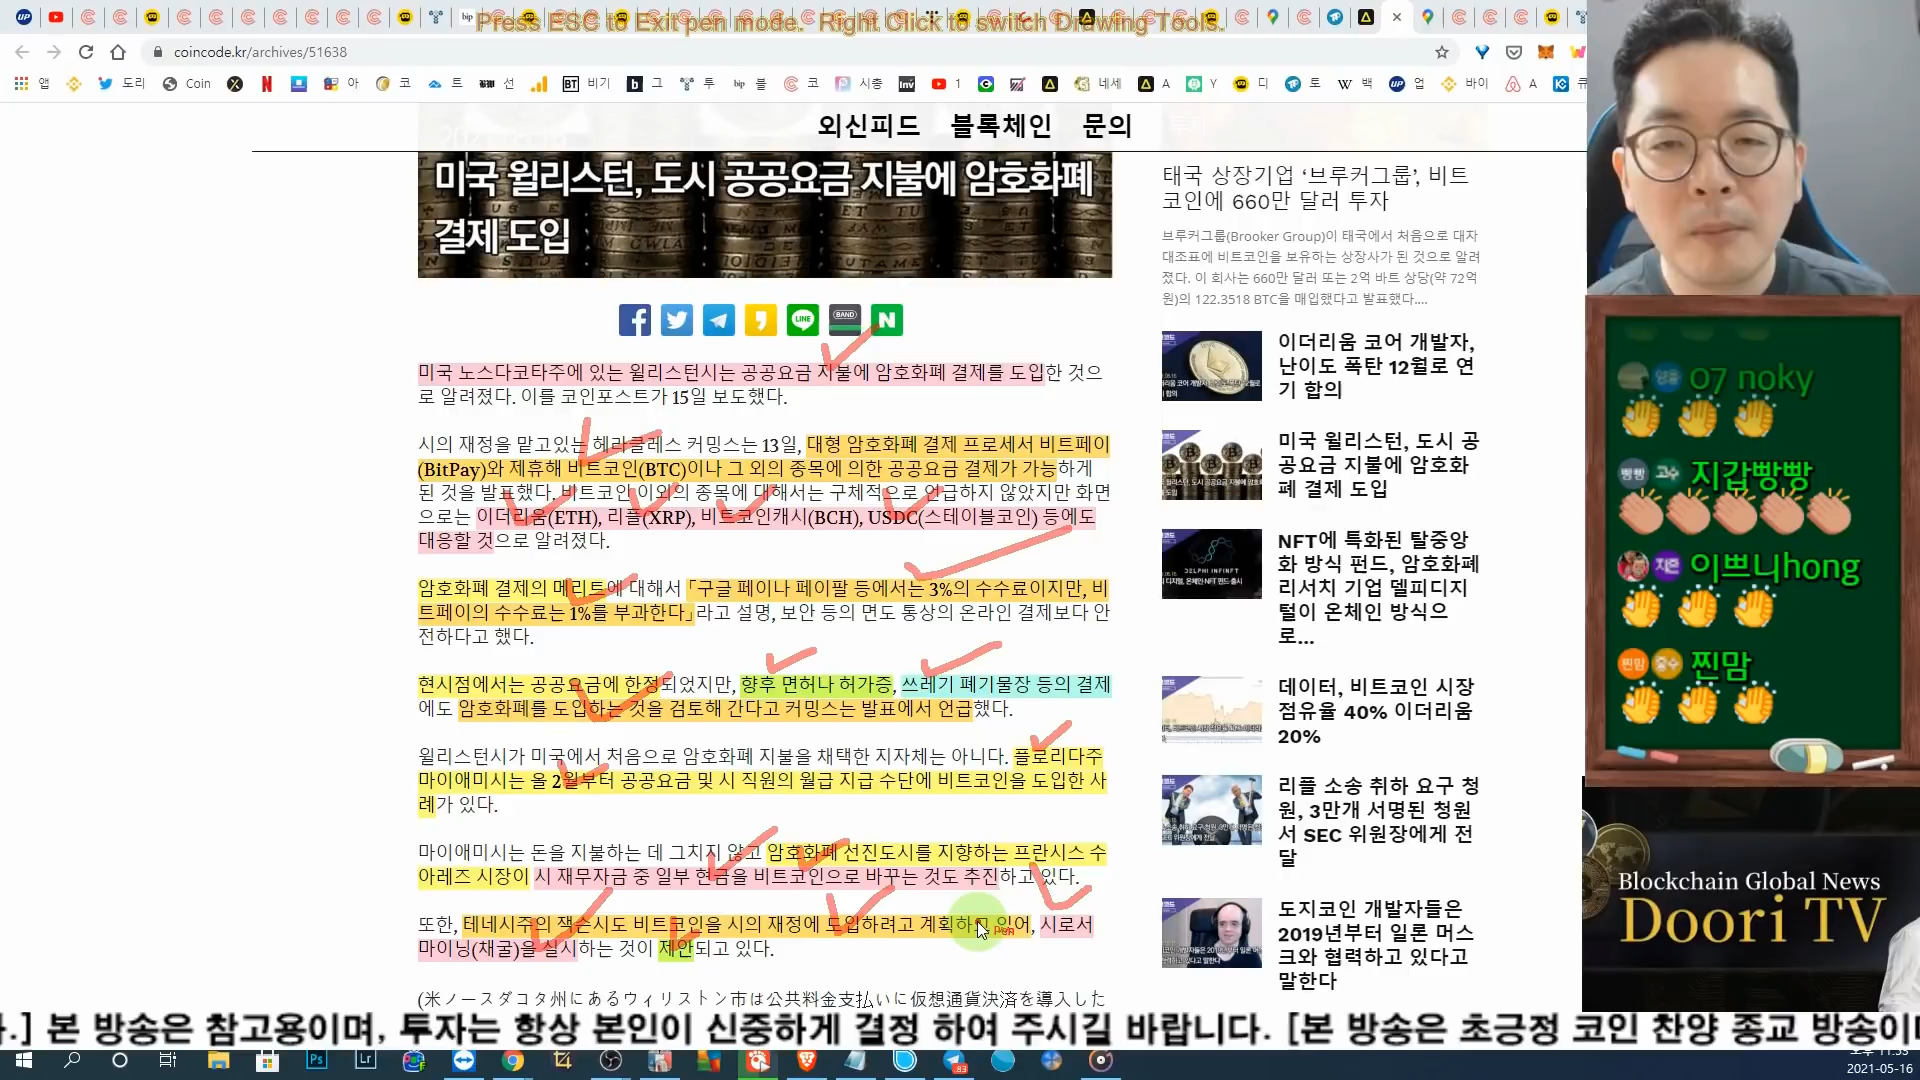 Press ESC to Exit pen mode. Right Click to switch Drawing Tools.
coincode.kr/archives/51638
앱 도리 Coin 아 코 트 선 BT 비기 그 투 bip 블 코 시총 Inv 1 네세 A Y 디 토 W 백 UP 업 바이 A 큐
외신피드 블록체인 문의
미국 윌리스턴, 도시 공공요금 지불에 암호화폐
결제 도입
LINE BAND N
미국 노스다코타주에 있는 윌리스턴시는 공공요금 지불에 암호화폐 결제를 도입한 것으
로 알려졌다. 이를 코인포스트가 15일 보도했다.
시의 재정을 맡고있는 헤라클레스 커밍스는 13일, 대형 암호화폐 결제 프로세서 비트페이
(BitPay)와 제휴해 비트코인(BTC)이나 그 외의 종목에 의한 공공요금 결제가 가능하게
된 것을 발표했다. 비트코인 이외의 종목에 대해서는 구체적으로 언급하지 않았지만 화면
으로는 이더리움(ETH), 리플(XRP), 비트코인캐시(BCH), USDC(스테이블코인) 등에도
대응할 것으로 알려졌다.
암호화폐 결제의 메리트에 대해서 「구글 페이나 페이팔 등에서는 3%의 수수료이지만, 비
트페이의 수수료는 1%를 부과한다」라고 설명, 보안 등의 면도 통상의 온라인 결제보다 안
전하다고 했다.
현시점에서는 공공요금에 한정되었지만, 향후 면허나 허가증, 쓰레기 폐기물장 등의 결제
에도 암호화폐를 도입하는 것을 검토해 간다고 커밍스는 발표에서 언급했다.
윌리스턴시가 미국에서 처음으로 암호화폐 지불을 채택한 지자체는 아니다. 플로리다주
마이애미시는 올 2월부터 공공요금 및 시 직원의 월급 지급 수단에 비트코인을 도입한 사
례가 있다.
마이애미시는 돈을 지불하는 데 그치지 않고 암호화폐 선진도시를 지향하는 프란시스 수
아레즈 시장이 시 재무자금 중 일부 현금을 비트코인으로 바꾸는 것도 추진하고 있다.
또한, 테네시주의 잭슨시도 비트코인을 시의 재정에 도입하려고 계획하고 있어, 시로서
마이닝(채굴)을 실시하는 것이 제안되고 있다.
(米ノースダコタ州にあるウィリストン市は公共料金支払いに仮想通貨決済を導入した
태국 상장기업 ‘브루커그룹’, 비트
코인에 660만 달러 투자
브루커그룹(Brooker Group)이 태국에서 처음으로 대자
대조표에 비트코인을 보유하는 상장사가 된 것으로 알려
졌다. 이 회사는 660만 달러 또는 2억 바트 상당(약 72억
원)의 122.3518 BTC을 매입했다고 발표했다....
이더리움 코어 개발자,
난이도 폭탄 12월로 연
기 합의
미국 윌리스턴, 도시 공
공요금 지불에 암호화
폐 결제 도입
NFT에 특화된 탈중앙
화 방식 펀드, 암호화폐
리서치 기업 델피디지
털이 온체인 방식으
로...
DELPHI INFINFT
데이터, 비트코인 시장
점유율 40% 이더리움
20%
리플 소송 취하 요구 청
원, 3만개 서명된 청원
서 SEC 위원장에게 전
달
도지코인 개발자들은
2019년부터 일론 머스
크와 협력하고 있다고
말한다
07 noky
빵빵 고수 지갑빵빵
이쁘니hong
찐맘 중수 찐맘
Blockchain Global News
Doori TV
.] 본 방송은 참고용이며, 투자는 항상 본인이 신중하게 결정 하여 주시길 바랍니다. [본 방송은 초긍정 코인 찬양 종교 방송이
오후 11:53
2021-05-16